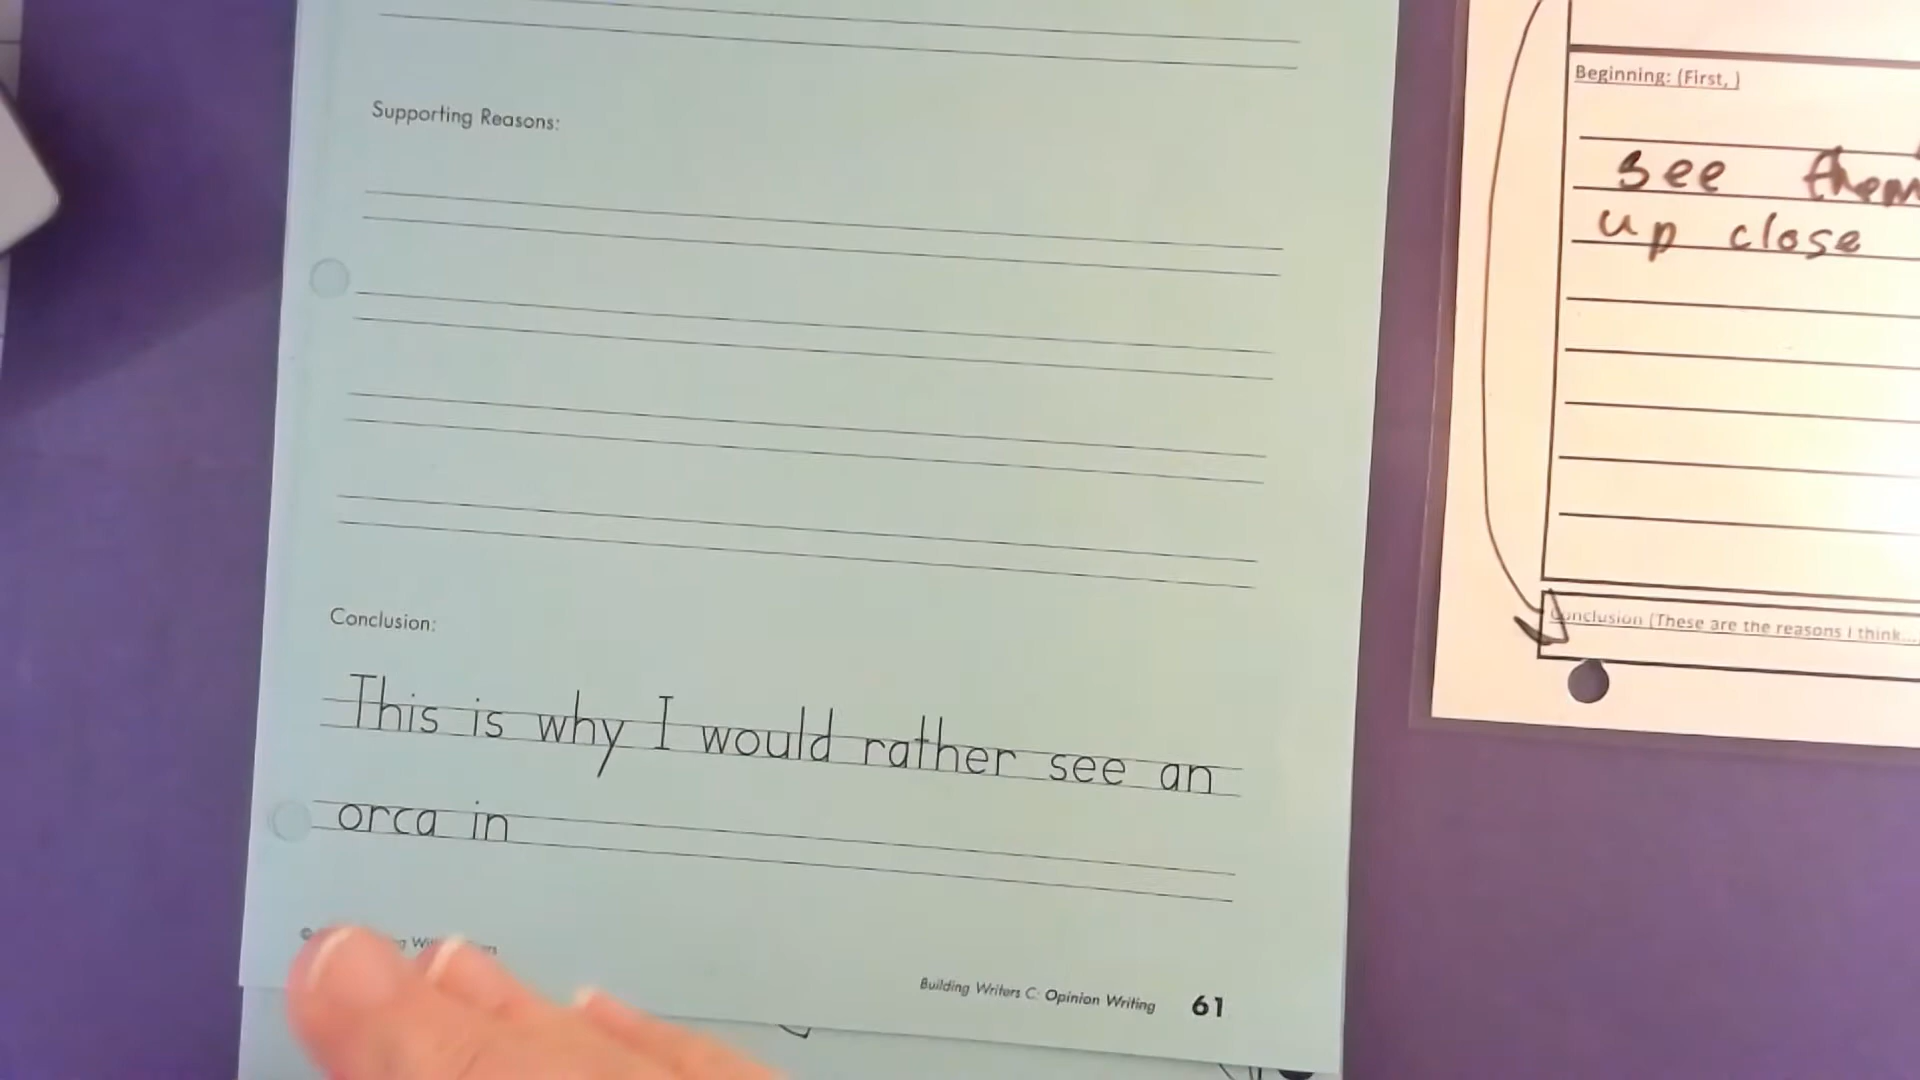 Supporting Reasons:
Conclusion:
This is why I would rather see an
orca in
Building Writers C: Opinion Writing 61
Beginning: (First, )
see them
up close
Conclusion (These are the reasons I think...